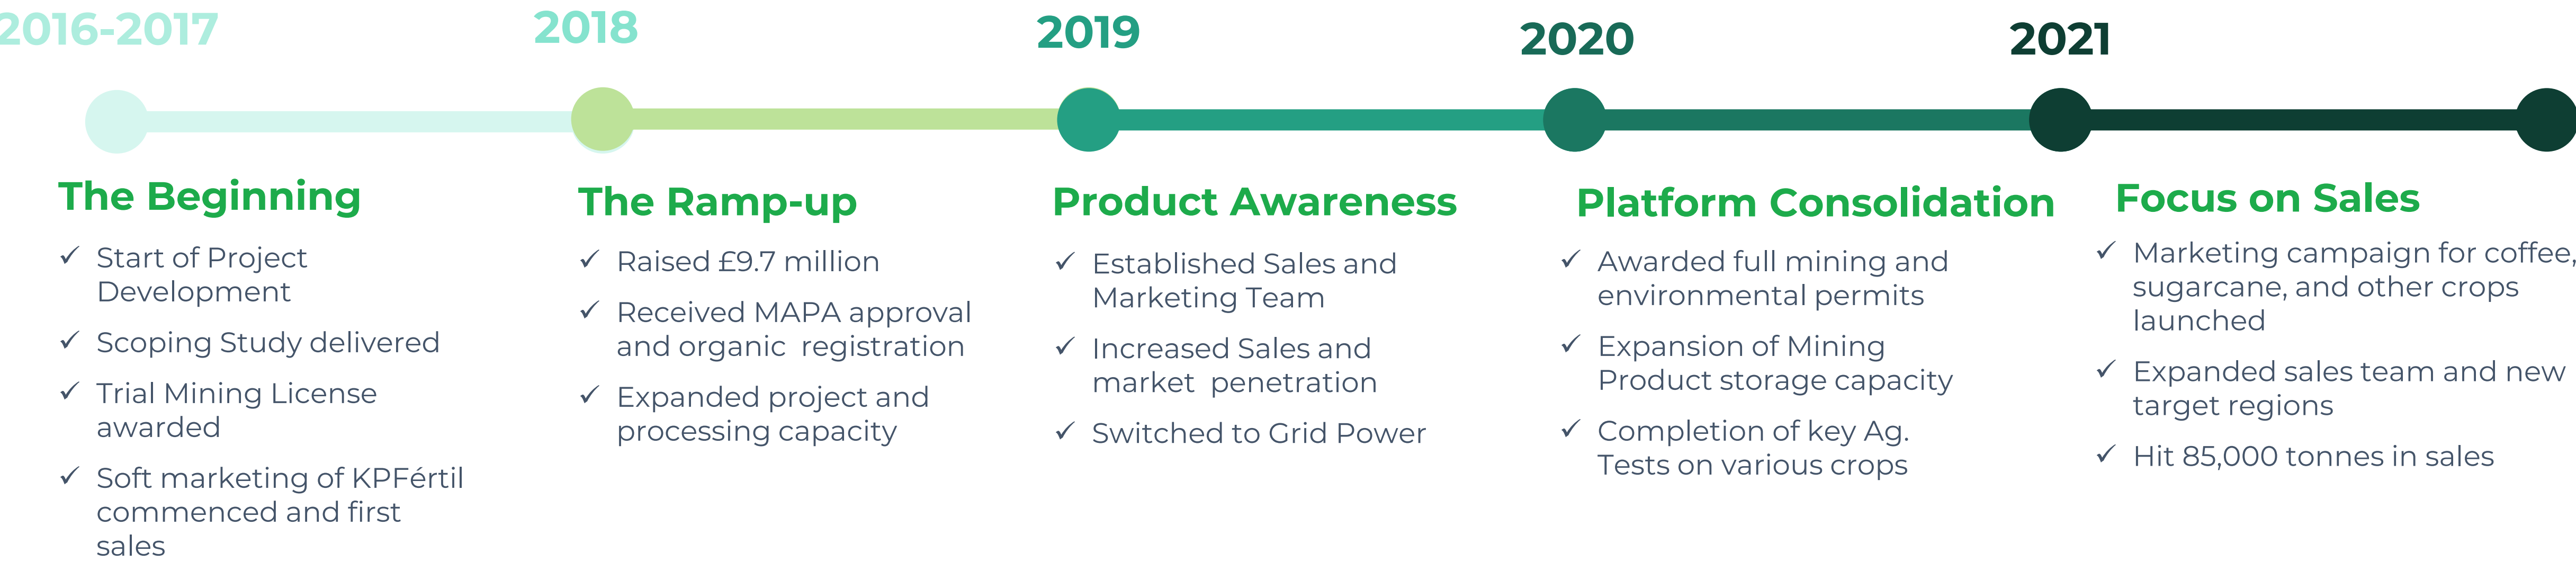 2016-2017
2018
2019
2020
2021
The Beginning
Start of Project
Development
Scoping Study delivered
Trial Mining License
awarded
Soft marketing of KPFértil
commenced and first
sales
The Ramp-up
Raised £9.7 million
Received MAPA approval
and organic registration
Expanded project and
processing capacity
Product Awareness
Established Sales and
Marketing Team
Increased Sales and
market penetration
Switched to Grid Power
Platform Consolidation
Awarded full mining and
environmental permits
Expansion of Mining
Product storage capacity
Completion of key Ag.
Tests on various crops
Focus on Sales
Marketing campaign for coffee,
sugarcane, and other crops
launched
Expanded sales team and new
target regions
Hit 85,000 tonnes in sales